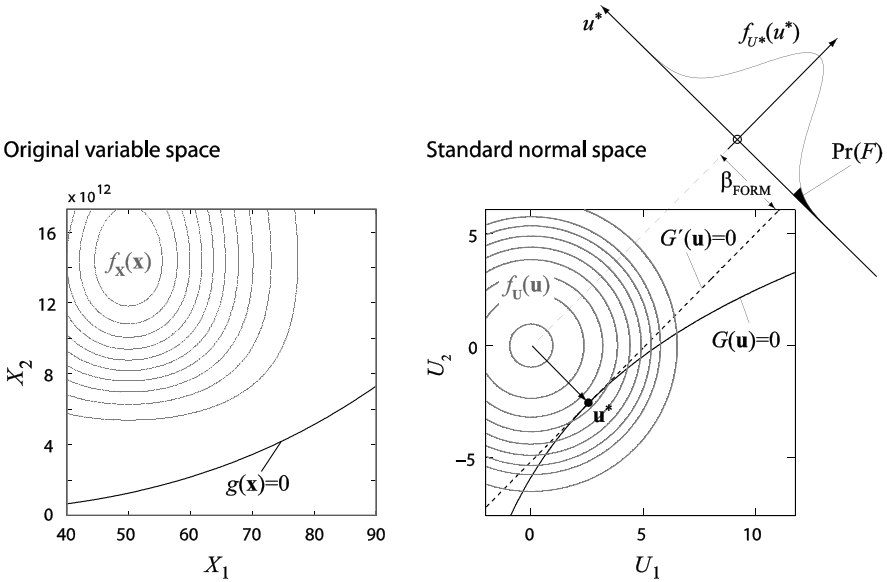 u*
f_U*(u*)
Original variable space
Standard normal space
Pr(F)
β_FORM
x 10^12
16
12
8
4
0
X_2
f_X(x)
g(x)=0
40
50
60
70
80
90
X_1
5
0
−5
U_2
f_U(u)
G′(u)=0
G(u)=0
u*
0
5
10
U_1